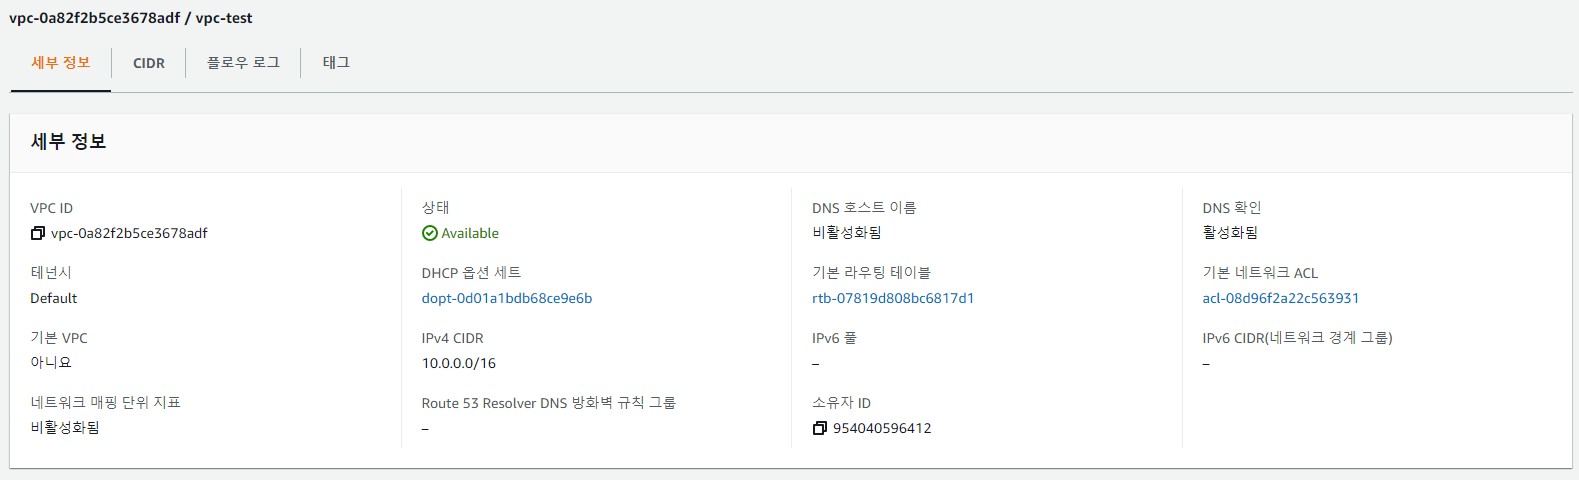 vpc-0a82f2b5ce3678adf / vpc-test
세부 정보 CIDR 플로우 로그 태그
세부 정보
VPC ID 상태 DNS 호스트 이름 DNS 확인
vpc-0a82f2b5ce3678adf Available 비활성화됨 활성화됨
테넌시 DHCP 옵션 세트 기본 라우팅 테이블 기본 네트워크 ACL
Default dopt-0d01a1bdb68ce9e6b rtb-07819d808bc6817d1 acl-08d96f2a22c563931
기본 VPC IPv4 CIDR IPv6 풀 IPv6 CIDR(네트워크 경계 그룹)
아니요 10.0.0.0/16 – –
네트워크 매핑 단위 지표 Route 53 Resolver DNS 방화벽 규칙 그룹 소유자 ID
비활성화됨 – 954040596412